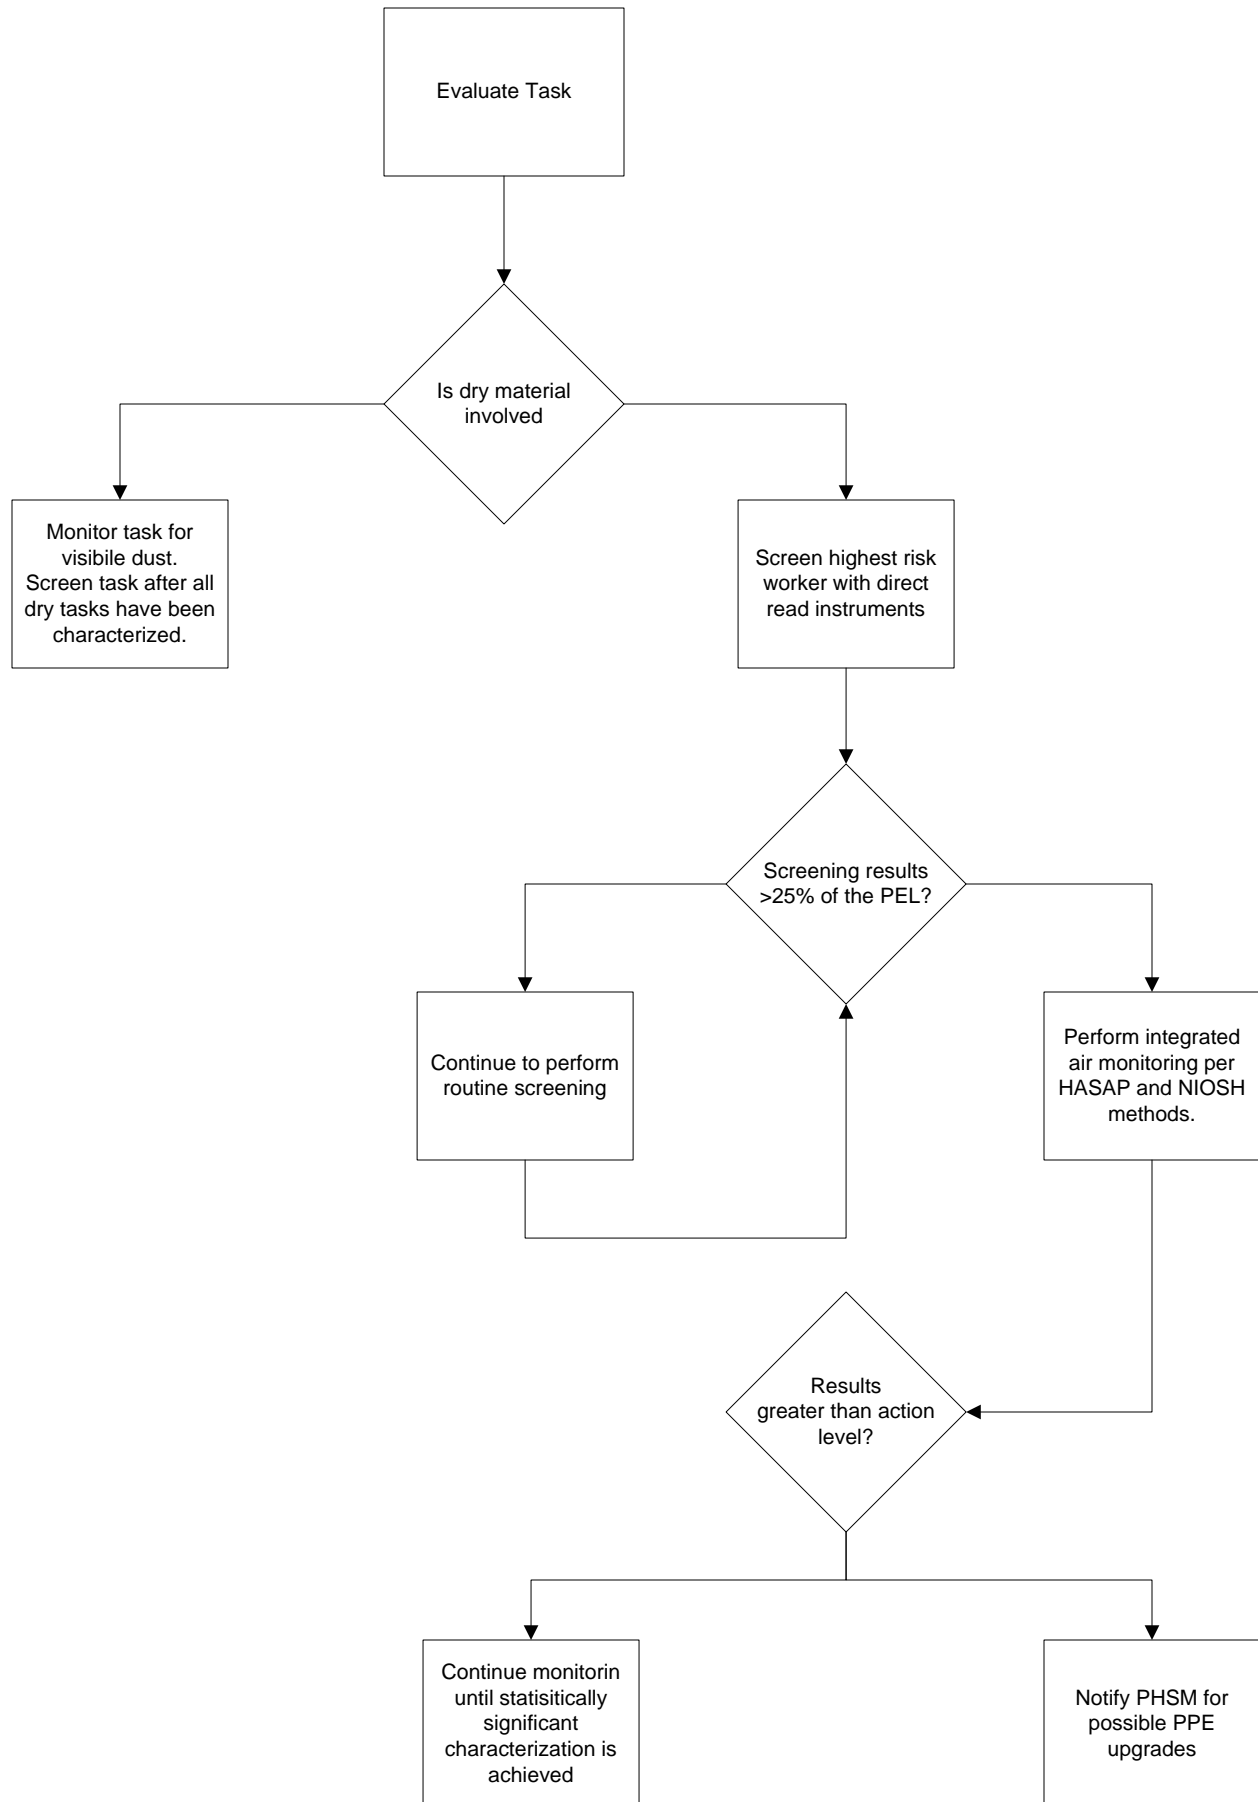 Evaluate Task
Is dry material
involved
Monitor task for
visibile dust.
Screen task after all
dry tasks have been
characterized.
Screen highest risk
worker with direct
read instruments
Screening results
>25% of the PEL?
Continue to perform
routine screening
Perform integrated
air monitoring per
HASAP and NIOSH
methods.
Results
greater than action
level?
Continue monitorin
until statisitically
significant
characterization is
achieved
Notify PHSM for
possible PPE
upgrades